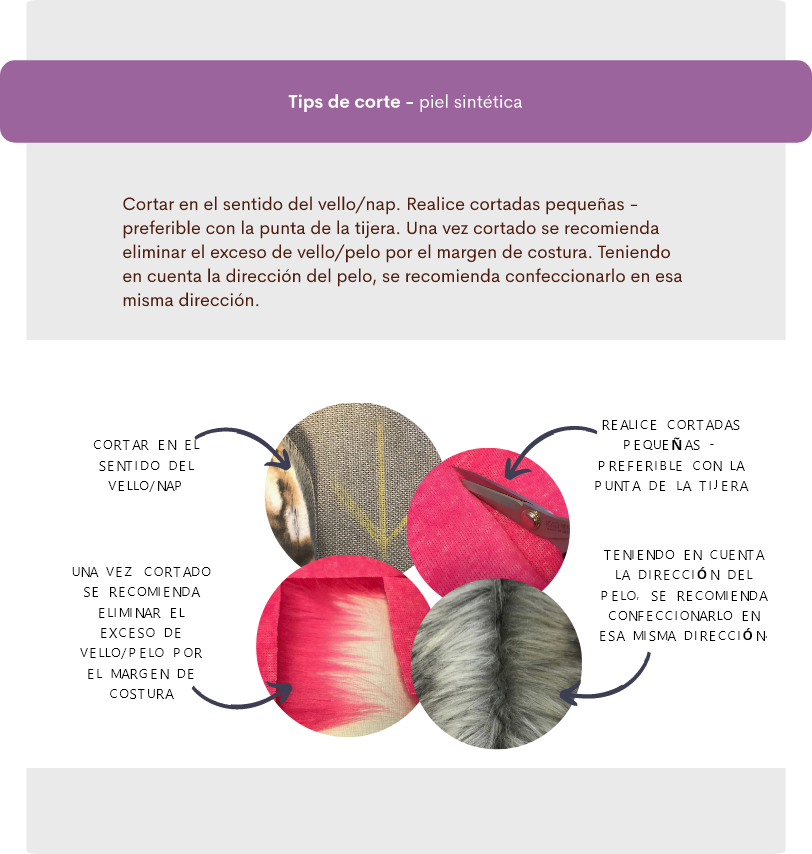 Tips de corte - piel sintética
Cortar en el sentido del vello/nap. Realice cortadas pequeñas -
preferible con la punta de la tijera. Una vez cortado se recomienda
eliminar el exceso de vello/pelo por el margen de costura. Teniendo
en cuenta la dirección del pelo, se recomienda confeccionarlo en esa
misma dirección.
CORTAR EN EL
SENTIDO DEL
VELLO/NAP
REALICE CORTADAS
PEQUEÑAS -
PREFERIBLE CON LA
PUNTA DE LA TIJERA
UNA VEZ CORTADO
SE RECOMIENDA
ELIMINAR EL
EXCESO DE
VELLO/PELO POR
EL MARGEN DE
COSTURA
TENIENDO EN CUENTA
LA DIRECCIÓN DEL
PELO, SE RECOMIENDA
CONFECCIONARLO EN
ESA MISMA DIRECCIÓN.